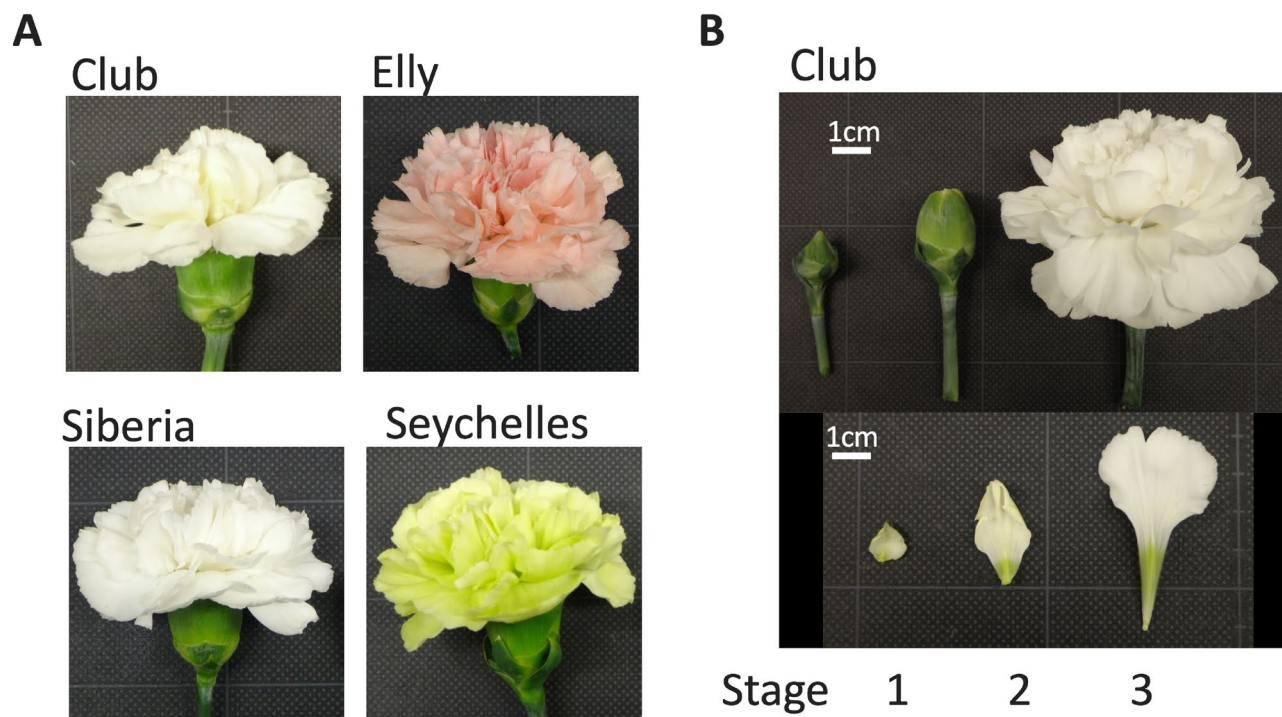 A
Club
Elly
Siberia
Seychelles
B
Club
1cm
1cm
Stage 1 2 3